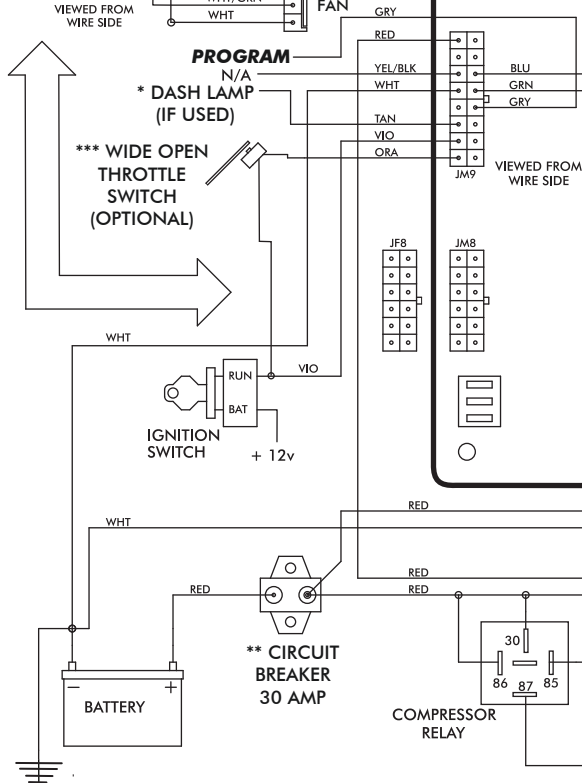 VIEWED FROM
WIRE SIDE
WHT
FAN
GRY
RED
PROGRAM
N/A
YEL/BLK
BLU
* DASH LAMP
(IF USED)
WHT
GRN
GRY
TAN
VIO
ORA
*** WIDE OPEN
THROTTLE
SWITCH
(OPTIONAL)
JM9
VIEWED FROM
WIRE SIDE
JF8
JM8
WHT
RUN
VIO
BAT
IGNITION
SWITCH
+ 12v
RED
WHT
RED
RED
RED
** CIRCUIT
BREAKER
30 AMP
30
86
87
85
COMPRESSOR
RELAY
–
+
BATTERY